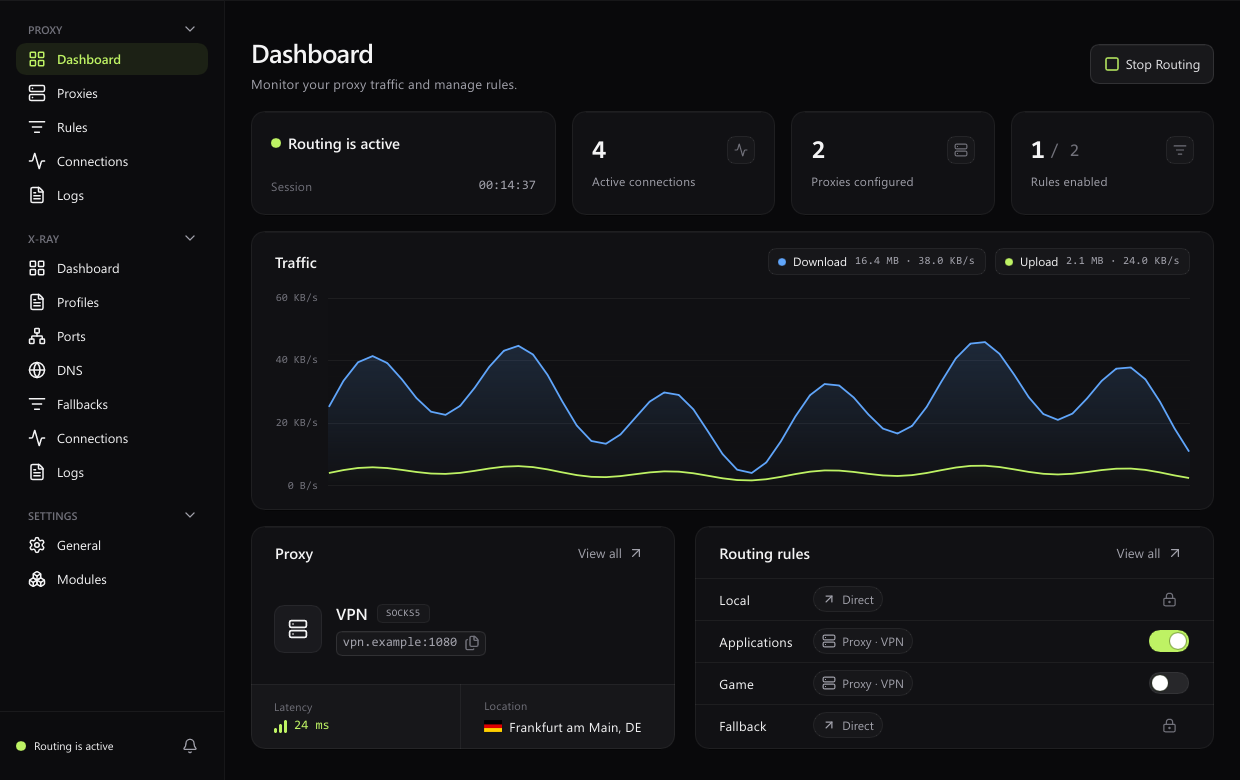 PROXY
Dashboard
Proxies
Rules
Connections
Logs
X-RAY
Dashboard
Profiles
Ports
DNS
Fallbacks
Connections
Logs
SETTINGS
General
Modules
Routing is active
Dashboard
Monitor your proxy traffic and manage rules.
Stop Routing
Routing is active
Session 00:14:37
4
Active connections
2
Proxies configured
1 / 2
Rules enabled
Traffic
Download 16.4 MB · 38.0 KB/s
Upload 2.1 MB · 24.0 KB/s
60 KB/s
40 KB/s
20 KB/s
0 B/s
Proxy
View all
VPN SOCKS5
vpn.example:1080
Latency
24 ms
Location
Frankfurt am Main, DE
Routing rules
View all
Local Direct
Applications Proxy · VPN
Game Proxy · VPN
Fallback Direct